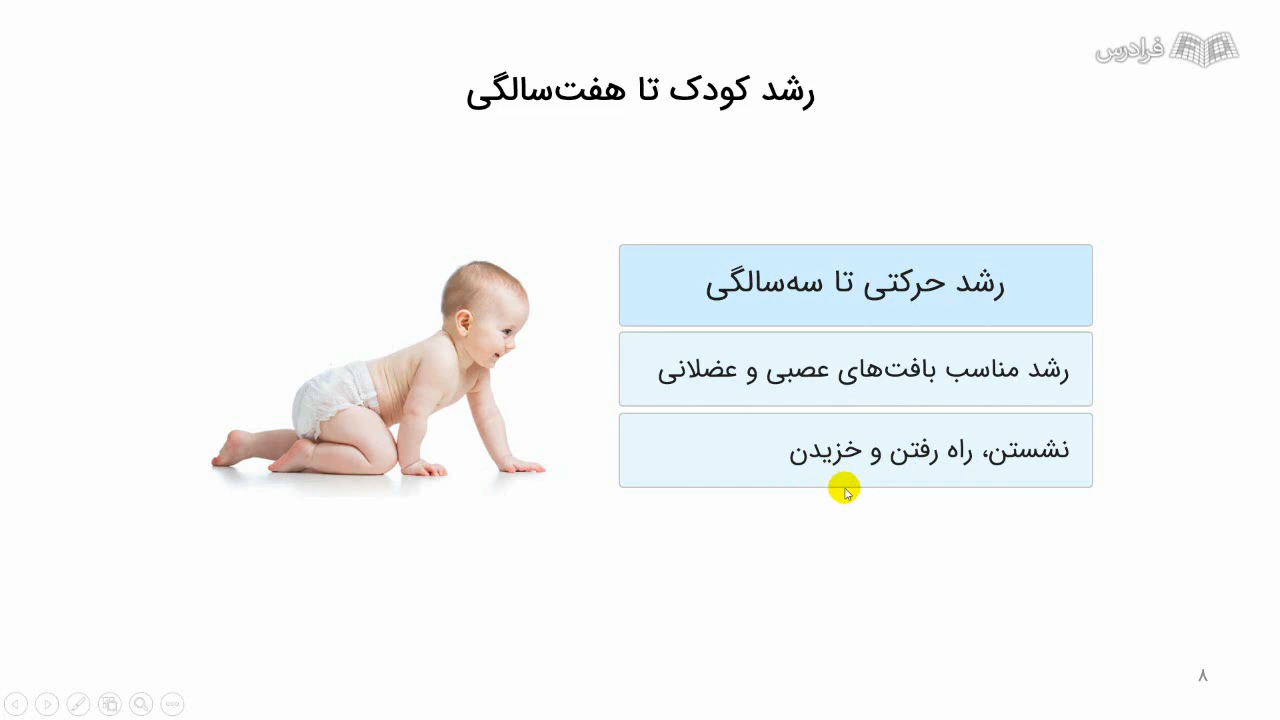 فرادرس
رشد کودک تا هفت‌سالگی
رشد حرکتی تا سه‌سالگی
رشد مناسب بافت‌های عصبی و عضلانی
نشستن، راه رفتن و خزیدن
۸